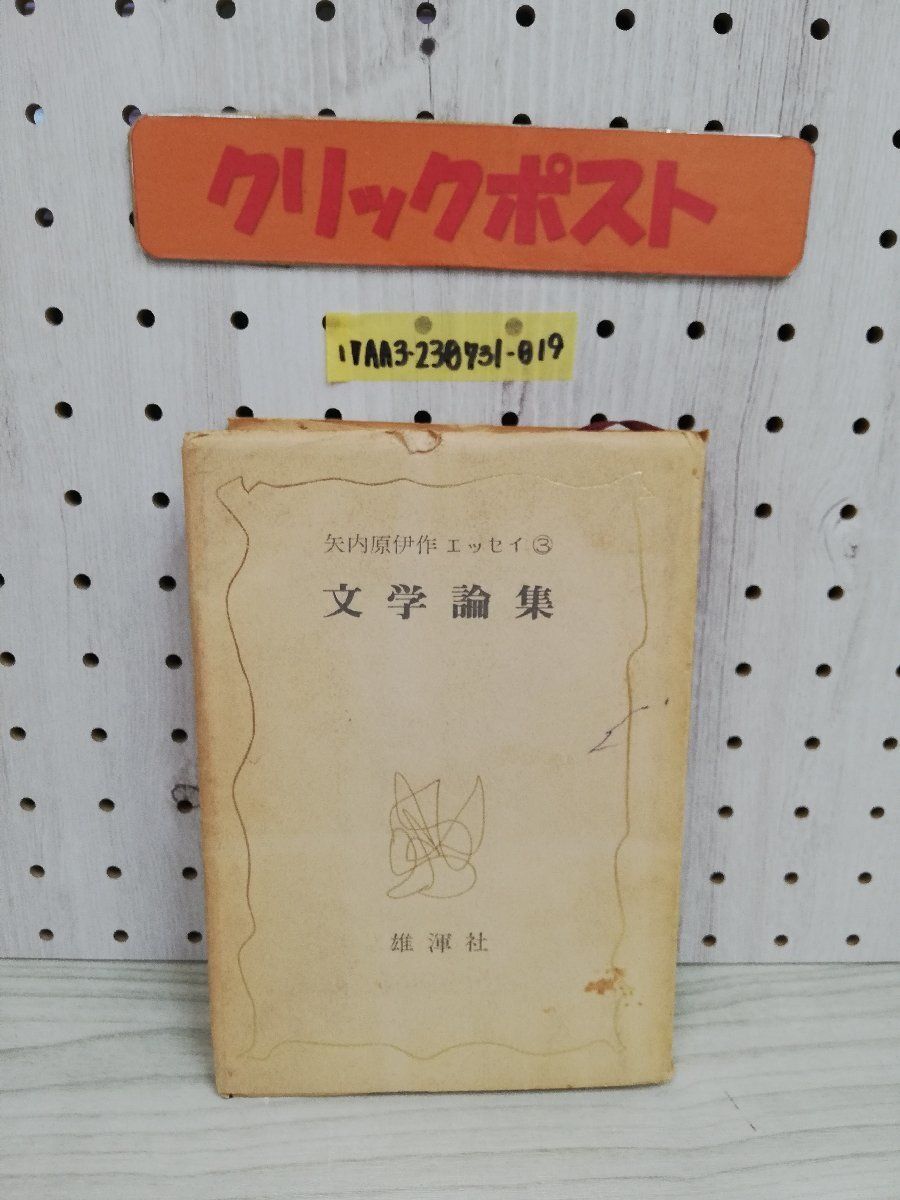 クリックポスト
17AA3-230731-019
矢内原伊作 エッセイ ③
文学論集
雄渾社